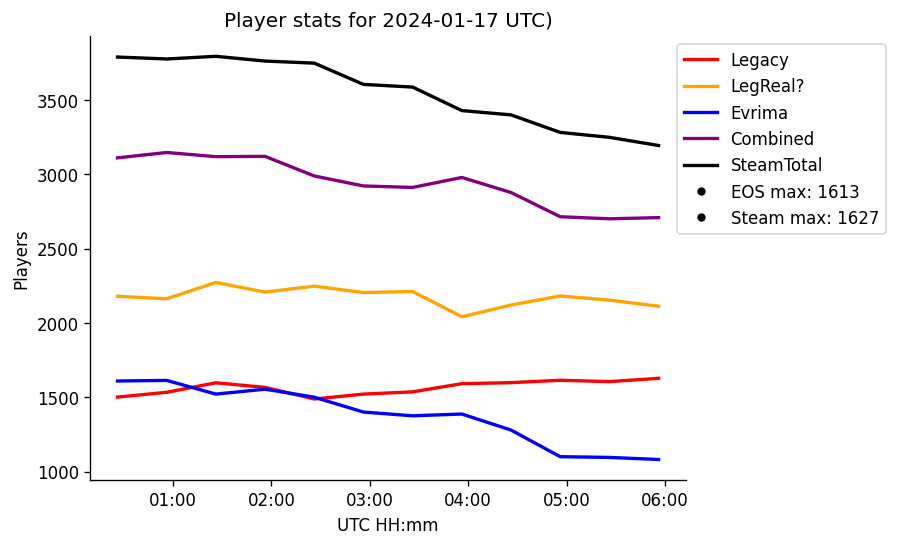 Player stats for 2024-01-17 UTC)
Legacy
LegReal?
Evrima
Combined
SteamTotal
EOS max: 1613
Steam max: 1627
Players
3500
3000
2500
2000
1500
1000
01:00 02:00 03:00 04:00 05:00 06:00
UTC HH:mm